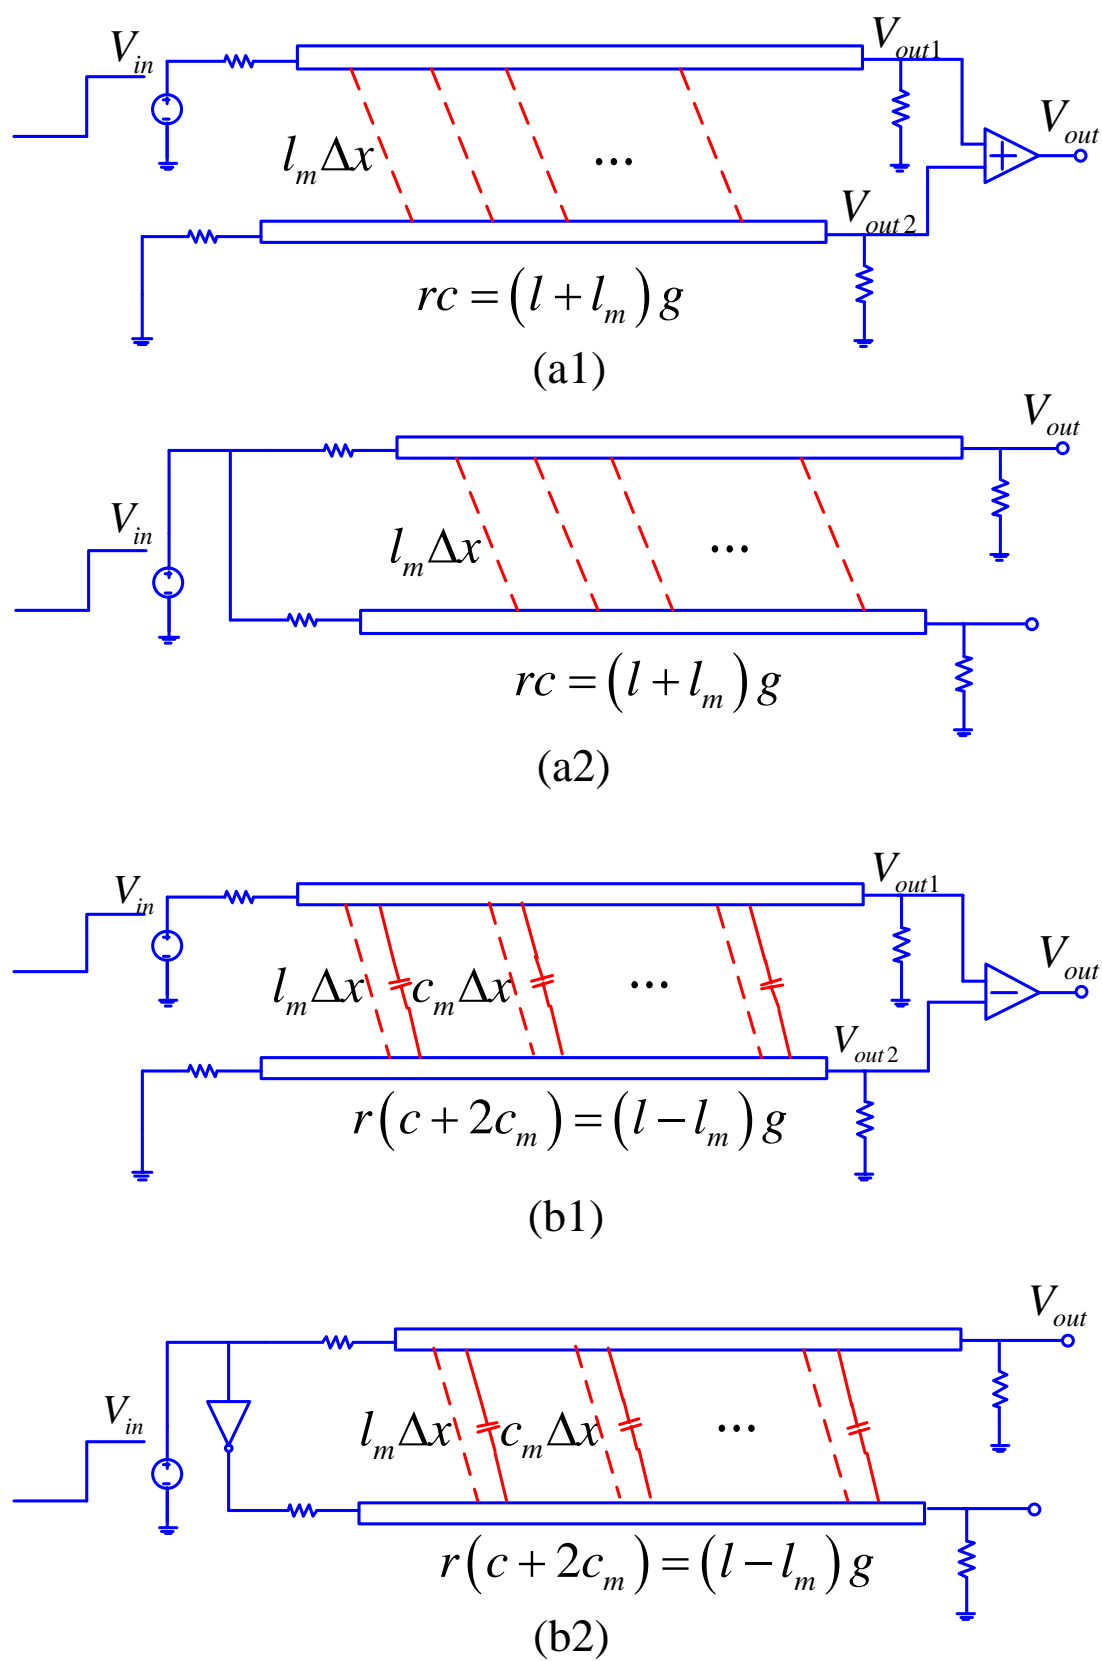 V_in
V_out1
V_out
l_mΔx ...
V_out2
rc = (l + l_m) g
(a1)
V_out
V_in
l_mΔx ...
rc = (l + l_m) g
(a2)
V_in
V_out1
V_out
l_mΔx c_mΔx ...
V_out2
r(c + 2c_m) = (l − l_m) g
(b1)
V_out
V_in
l_mΔx c_mΔx ...
r(c + 2c_m) = (l − l_m) g
(b2)